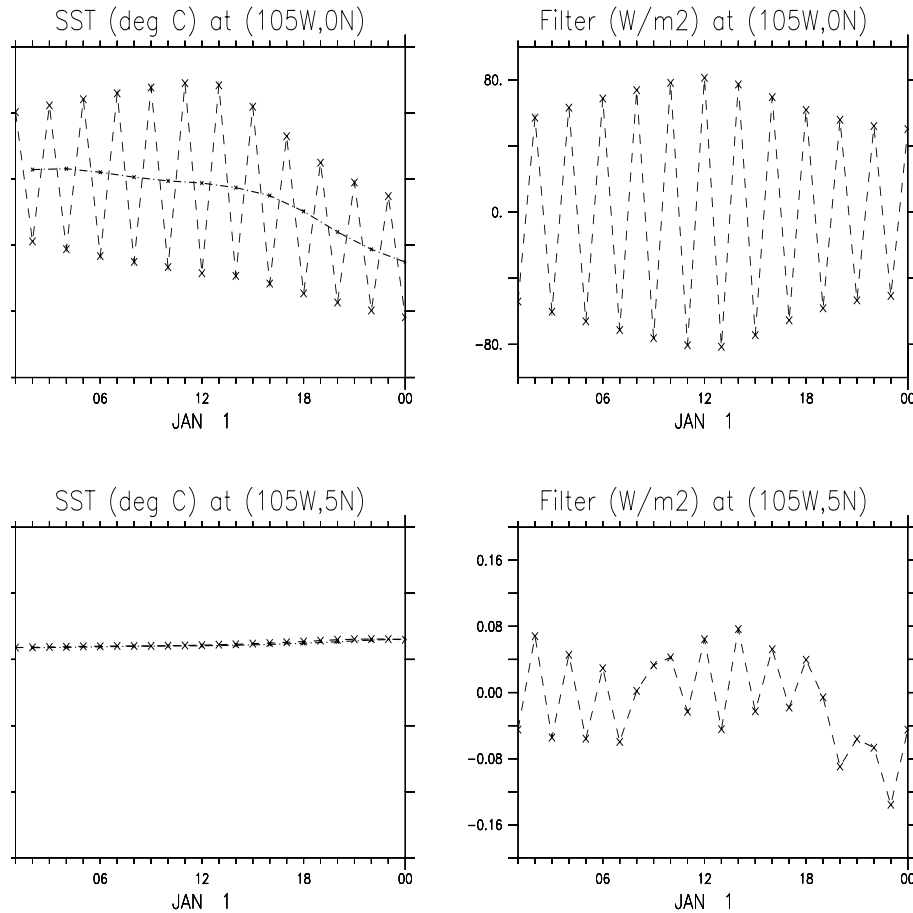 SST (deg C) at (105W,0N)
06 12 18 00
JAN 1
Filter (W/m2) at (105W,0N)
80.
0.
-80.
06 12 18 00
JAN 1
SST (deg C) at (105W,5N)
06 12 18 00
JAN 1
Filter (W/m2) at (105W,5N)
0.16
0.08
0.00
-0.08
-0.16
06 12 18 00
JAN 1